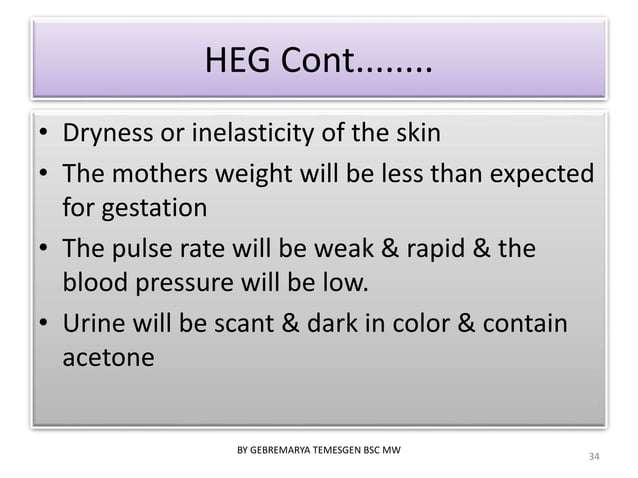 HEG Cont........
• Dryness or inelasticity of the skin
• The mothers weight will be less than expected
for gestation
• The pulse rate will be weak & rapid & the
blood pressure will be low.
• Urine will be scant & dark in color & contain
acetone
BY GEBREMARYA TEMESGEN BSC MW
34